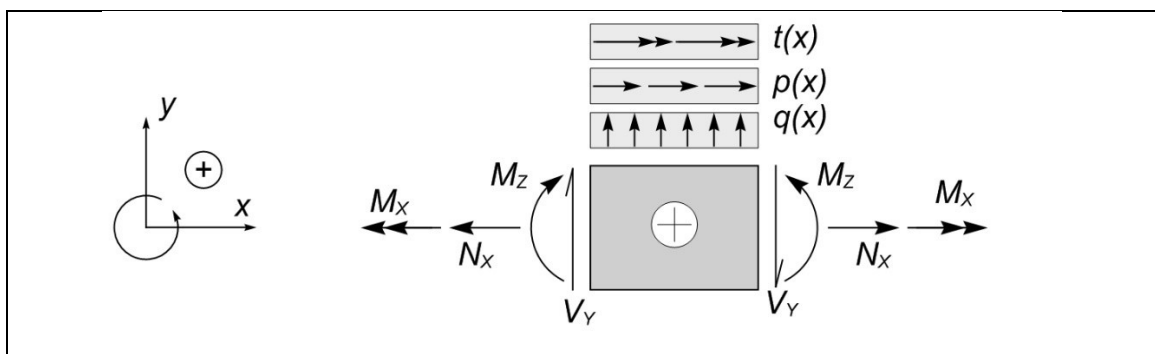 t(x)
p(x)
q(x)
y
+
x
M_X
N_X
M_Z
V_Y
M_Z
V_Y
N_X
M_X